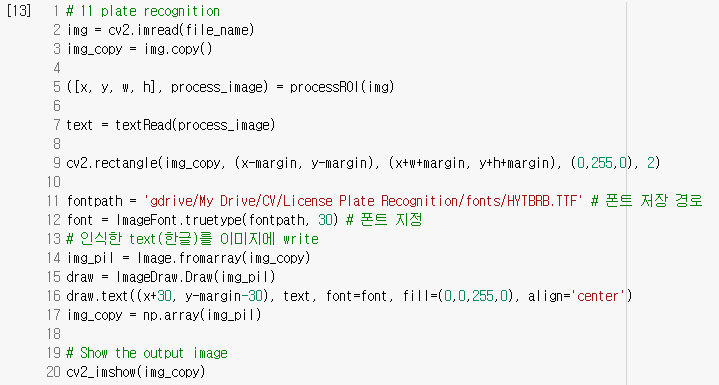 [13] 1 # 11 plate recognition
2 img = cv2.imread(file_name)
3 img_copy = img.copy()
4
5 ([x, y, w, h], process_image) = processROI(img)
6
7 text = textRead(process_image)
8
9 cv2.rectangle(img_copy, (x-margin, y-margin), (x+w+margin, y+h+margin), (0,255,0), 2)
10
11 fontpath = 'gdrive/My Drive/CV/License Plate Recognition/fonts/HYTBRB.TTF' # 폰트 저장 경로
12 font = ImageFont.truetype(fontpath, 30) # 폰트 지정
13 # 인식한 text(한글)를 이미지에 write
14 img_pil = Image.fromarray(img_copy)
15 draw = ImageDraw.Draw(img_pil)
16 draw.text((x+30, y-margin-30), text, font=font, fill=(0,0,255,0), align='center')
17 img_copy = np.array(img_pil)
18
19 # Show the output image
20 cv2_imshow(img_copy)